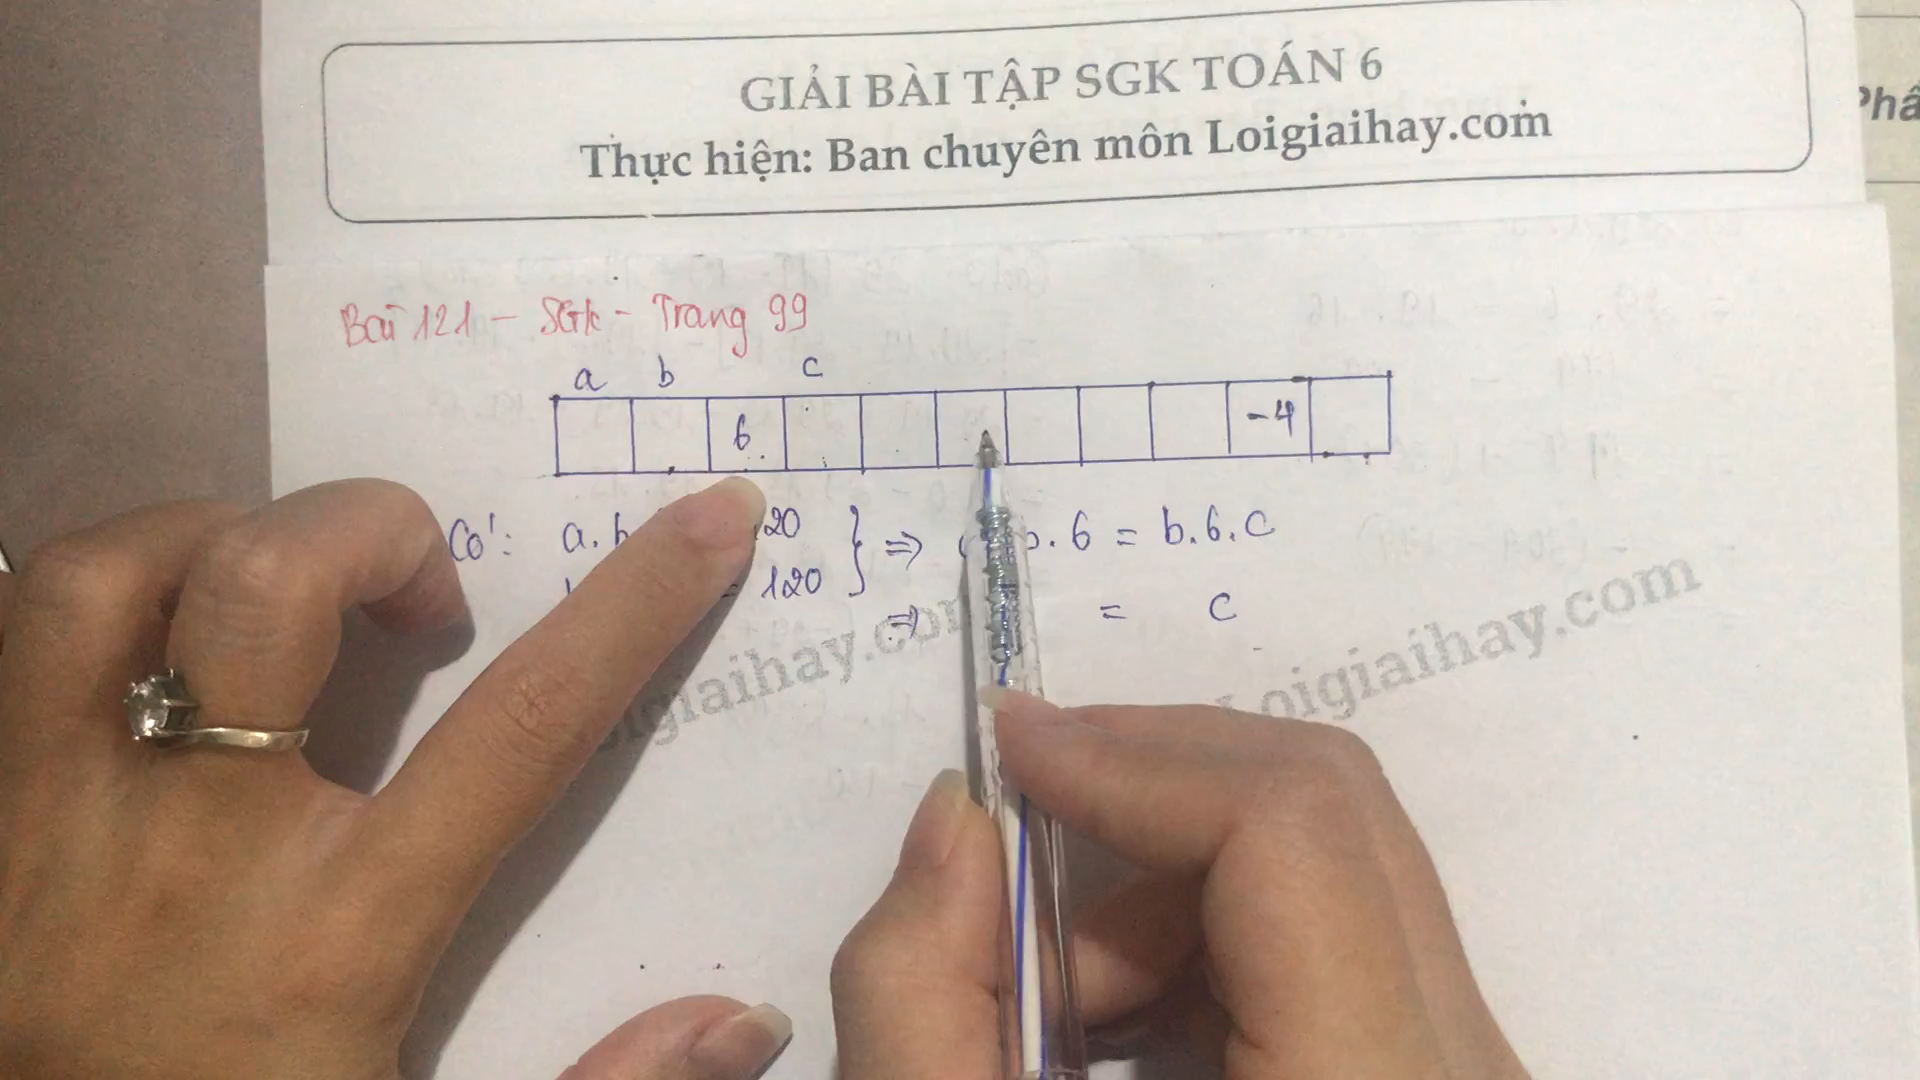 GIẢI BÀI TẬP SGK TOÁN 6
Thực hiện: Ban chuyên môn Loigiaihay.com
Phầ
Bài 121 - SGK - Trang 99
a b c
6 -4
Có: a.b 120
= 120 } => b.6 = b.6.c
=> = c
Loigiaihay.com
Loigiaihay.com